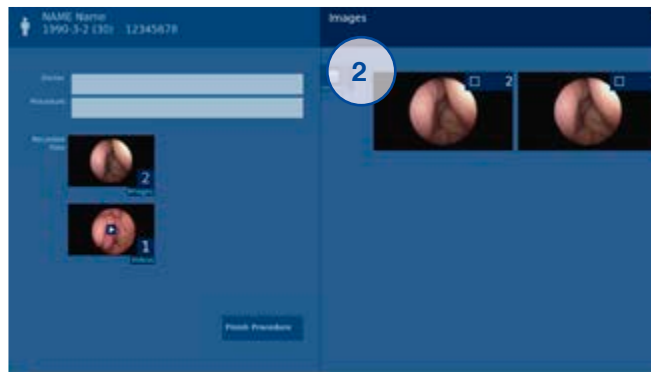 NAME Name
1990-3-2 (30) 12345678
Images
2
2
Doctor
Procedure
Recorded
2
Images
1
Videos
Finish Procedure